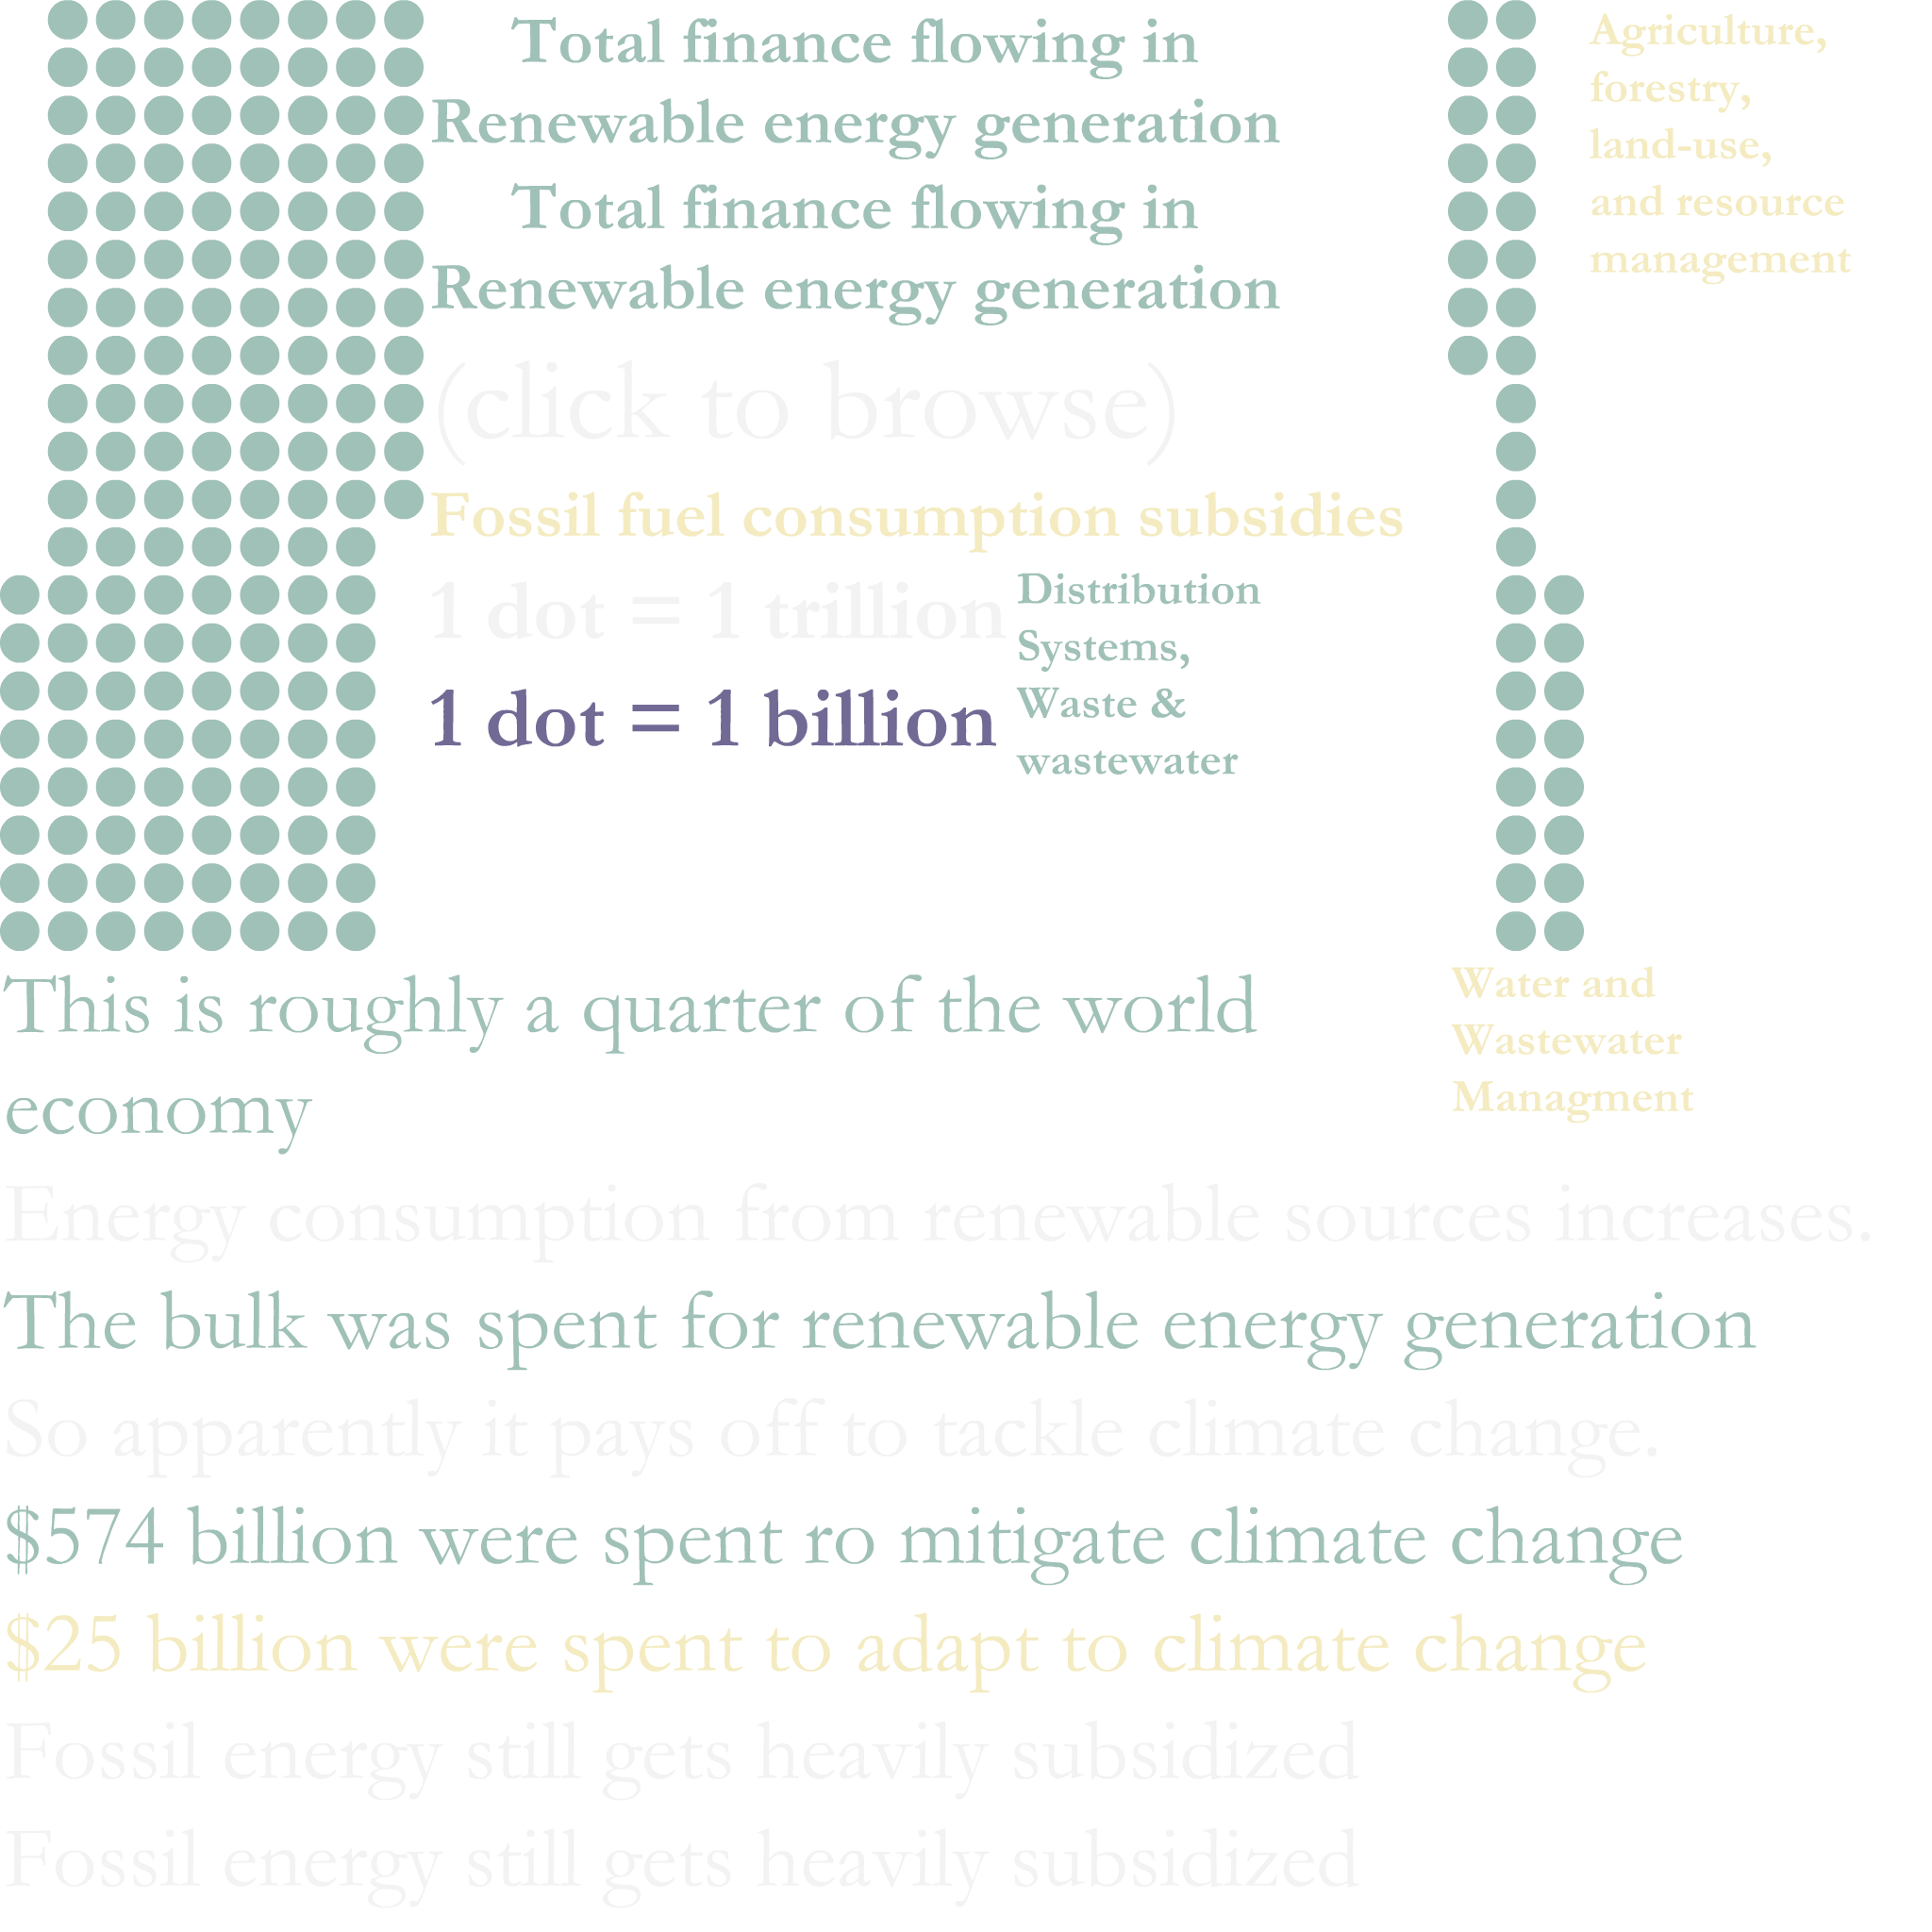 Total finance flowing in
Renewable energy generation
Total finance flowing in
Renewable energy generation
(click to browse)
Fossil fuel consumption subsidies
1 dot = 1 trillion
1 dot = 1 billion
Distribution
Systems,
Waste &
wastewater
Agriculture,
forestry,
land-use,
and resource
management
This is roughly a quarter of the world
economy
Water and
Wastewater
Managment
Energy consumption from renewable sources increases.
The bulk was spent for renewable energy generation
So apparently it pays off to tackle climate change.
$574 billion were spent ro mitigate climate change
$25 billion were spent to adapt to climate change
Fossil energy still gets heavily subsidized
Fossil energy still gets heavily subsidized